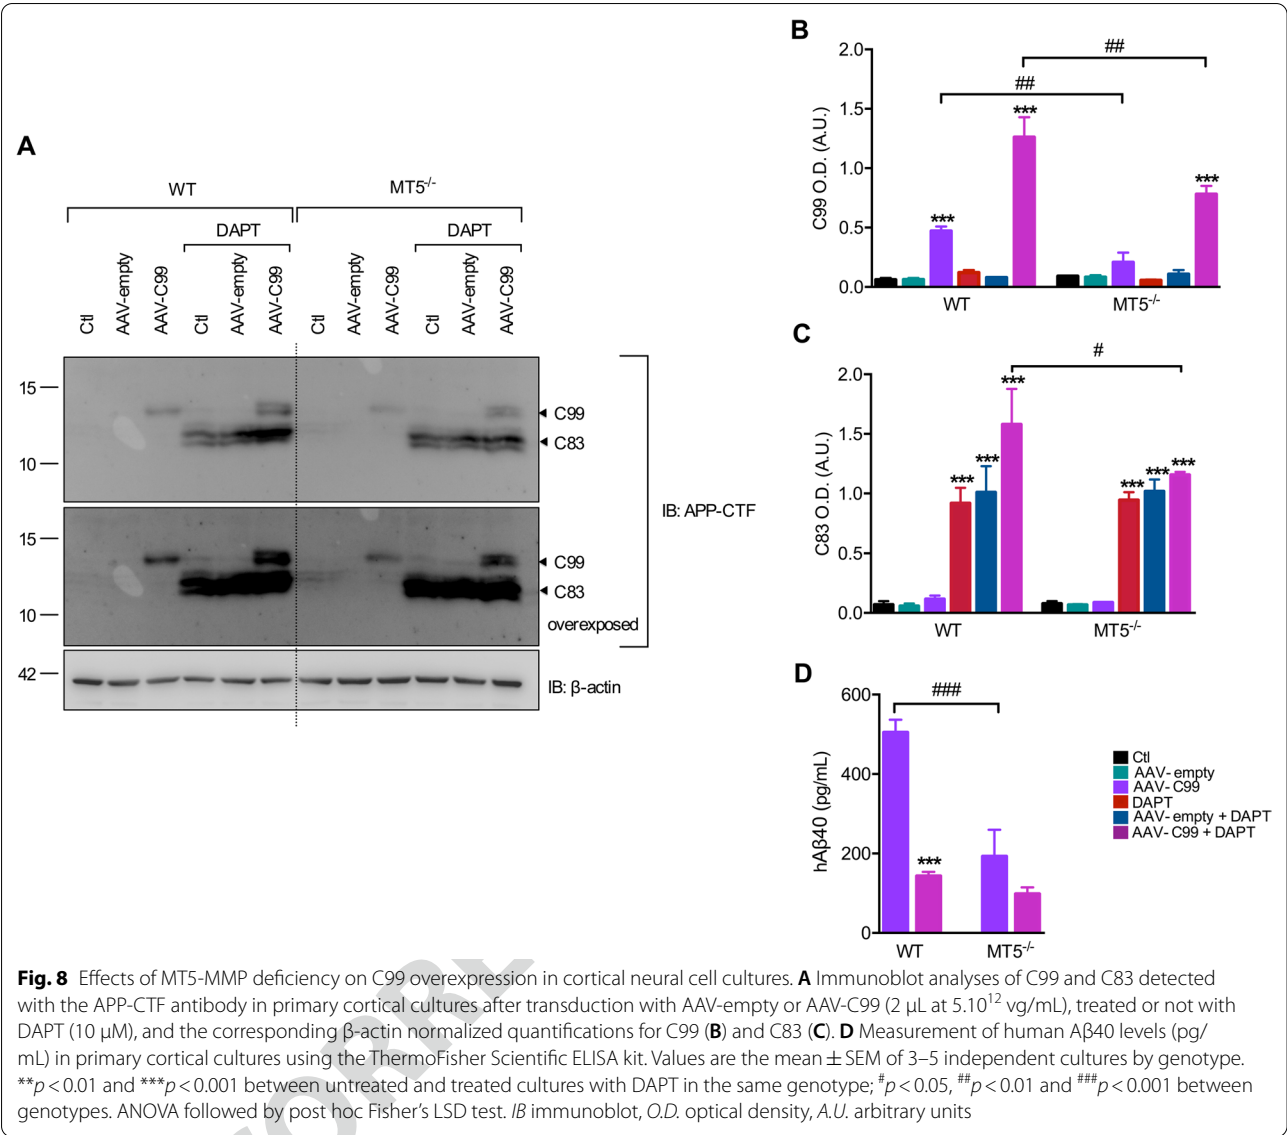 A
WT
MT5-/-
DAPT
DAPT
Ctl
AAV-empty
AAV-C99
Ctl
AAV-empty
AAV-C99
Ctl
AAV-empty
AAV-C99
Ctl
AAV-empty
AAV-C99
15
10
C99
C83
15
10
C99
C83
overexposed
IB: APP-CTF
42
IB: β-actin
B
C99 O.D. (A.U.)
2.0
1.5
1.0
0.5
0.0
##
##
***
***
***
WT
MT5-/-
C
C83 O.D. (A.U.)
2.0
1.5
1.0
0.5
0.0
#
***
***
***
***
***
***
WT
MT5-/-
D
hAβ40 (pg/mL)
600
400
200
0
###
***
WT
MT5-/-
Ctl
AAV- empty
AAV- C99
DAPT
AAV- empty + DAPT
AAV- C99 + DAPT
Fig. 8 Effects of MT5-MMP deficiency on C99 overexpression in cortical neural cell cultures. A Immunoblot analyses of C99 and C83 detected
with the APP-CTF antibody in primary cortical cultures after transduction with AAV-empty or AAV-C99 (2 μL at 5.10¹² vg/mL), treated or not with
DAPT (10 μM), and the corresponding β-actin normalized quantifications for C99 (B) and C83 (C). D Measurement of human Aβ40 levels (pg/
mL) in primary cortical cultures using the ThermoFisher Scientific ELISA kit. Values are the mean ± SEM of 3–5 independent cultures by genotype.
**p < 0.01 and ***p < 0.001 between untreated and treated cultures with DAPT in the same genotype; #p < 0.05, ##p < 0.01 and ###p < 0.001 between
genotypes. ANOVA followed by post hoc Fisher's LSD test. IB immunoblot, O.D. optical density, A.U. arbitrary units